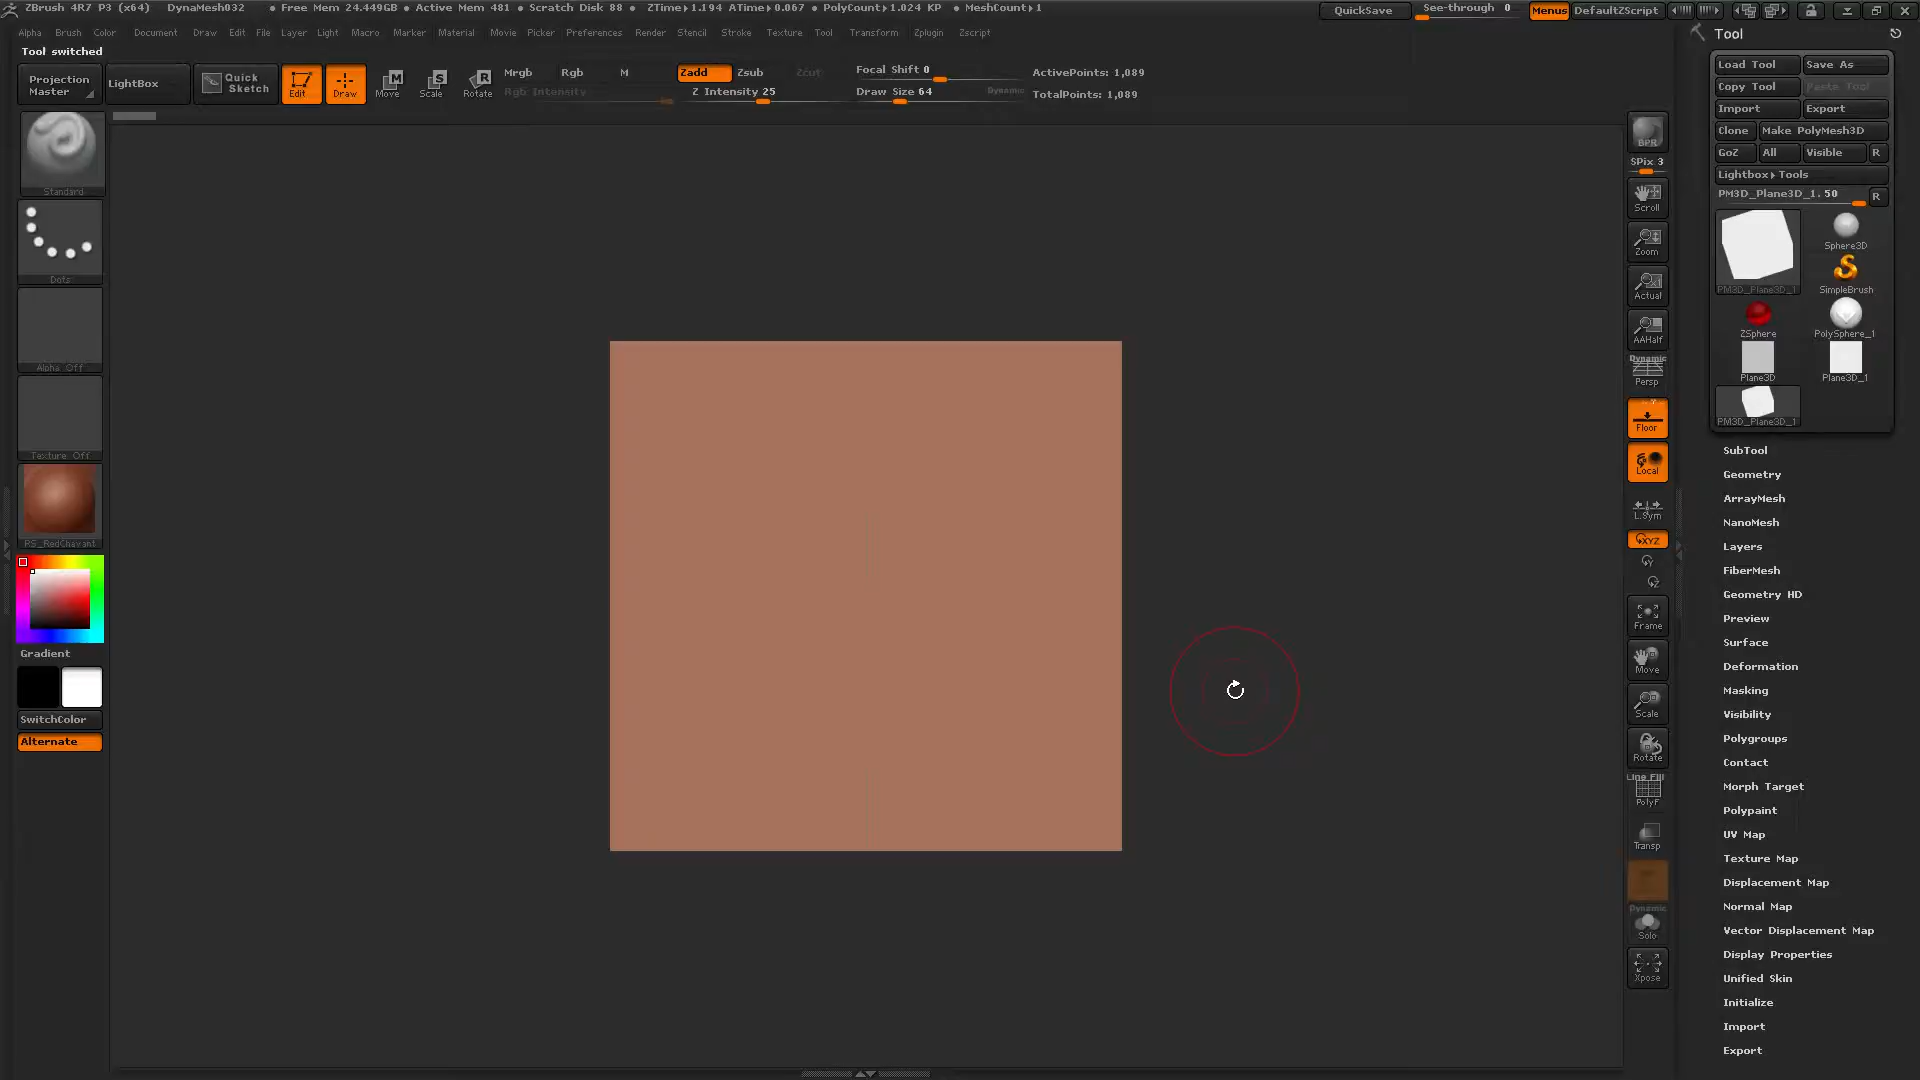 ZBrush 4R7 P3 (x64) DynaMesh032 • Free Mem 24.449GB • Active Mem 481 • Scratch Disk 88 • ZTime▸1.194 ATime▸0.067 • PolyCount▸1.024 KP • MeshCount▸1
QuickSave See-through 0 Menus DefaultZScript
Alpha Brush Color Document Draw Edit File Layer Light Macro Marker Material Movie Picker Preferences Render Stencil Stroke Texture Tool Transform Zplugin Zscript
Tool switched
Projection Master
LightBox
Quick Sketch
Edit
Draw
Move
Scale
Rotate
Mrgb Rgb M
Rgb Intensity
Zadd Zsub Zcut
Z Intensity 25
Focal Shift 0
Draw Size 64 Dynamic
ActivePoints: 1,089
TotalPoints: 1,089
Standard
Dots
Alpha Off
Texture Off
RS_RedChavant
Gradient
SwitchColor
Alternate
BPR
SPix 3
Scroll
Zoom
Actual
AAHalf
Dynamic
Persp
Floor
Local
L.Sym
XYZ
Y
Z
Frame
Move
Scale
Rotate
Line Fill
PolyF
Transp
Dynamic
Solo
Xpose
Tool
Load Tool Save As
Copy Tool Paste Tool
Import Export
Clone Make PolyMesh3D
GoZ All Visible R
Lightbox▸Tools
PM3D_Plane3D_1. 50 R
PM3D_Plane3D_1
Sphere3D
SimpleBrush
ZSphere
PolySphere_1
Plane3D
Plane3D_1
PM3D_Plane3D_1
SubTool
Geometry
ArrayMesh
NanoMesh
Layers
FiberMesh
Geometry HD
Preview
Surface
Deformation
Masking
Visibility
Polygroups
Contact
Morph Target
Polypaint
UV Map
Texture Map
Displacement Map
Normal Map
Vector Displacement Map
Display Properties
Unified Skin
Initialize
Import
Export